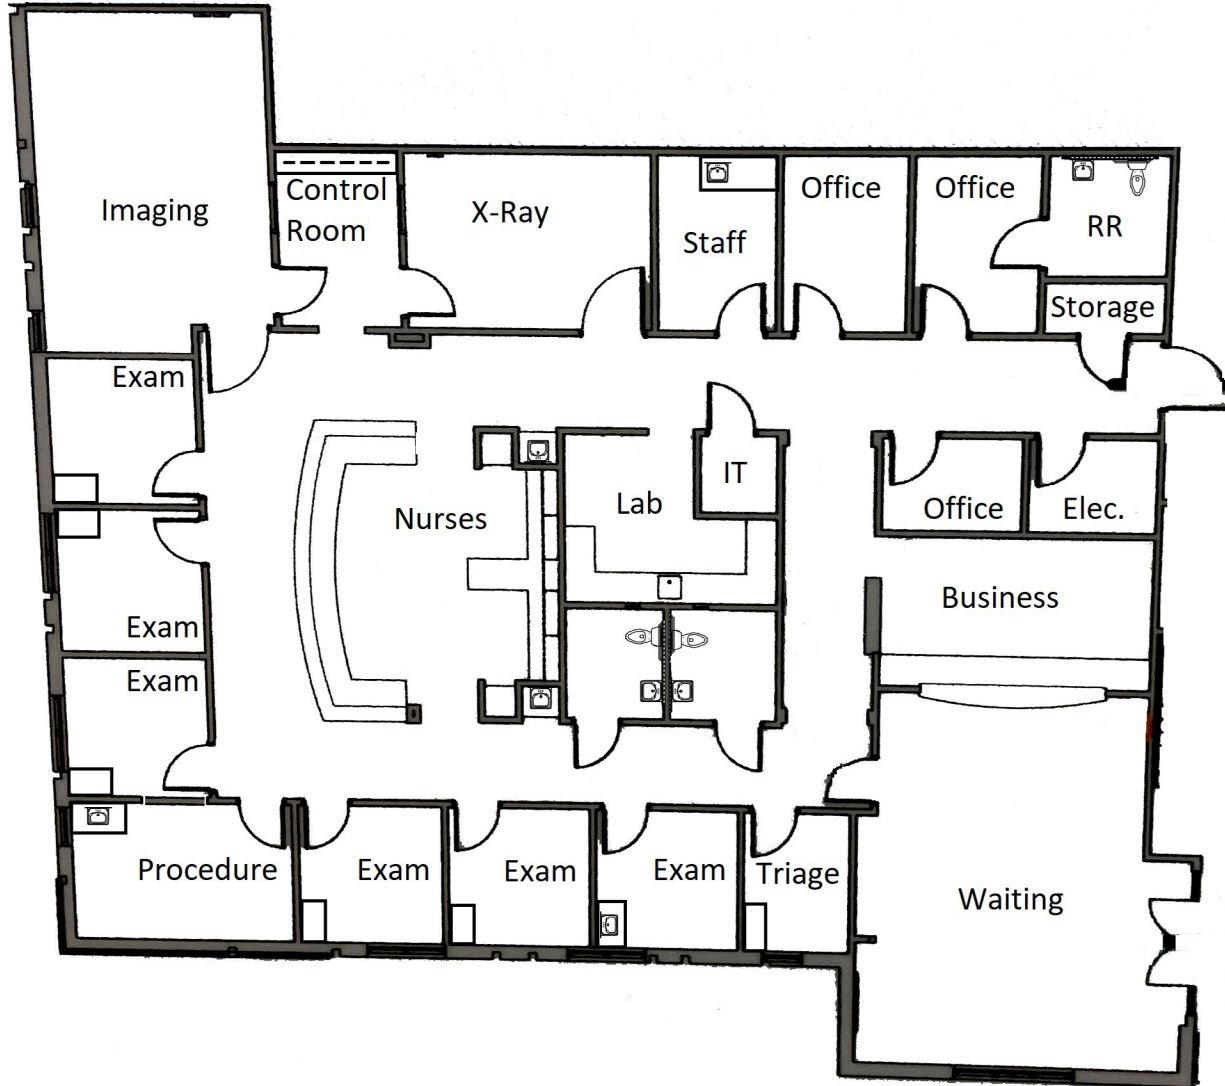 Imaging
Control
Room
X-Ray
Staff
Office
Office
RR
Storage
Exam
IT
Lab
Nurses
Office
Elec.
Exam
Business
Exam
Procedure
Exam
Exam
Exam
Triage
Waiting